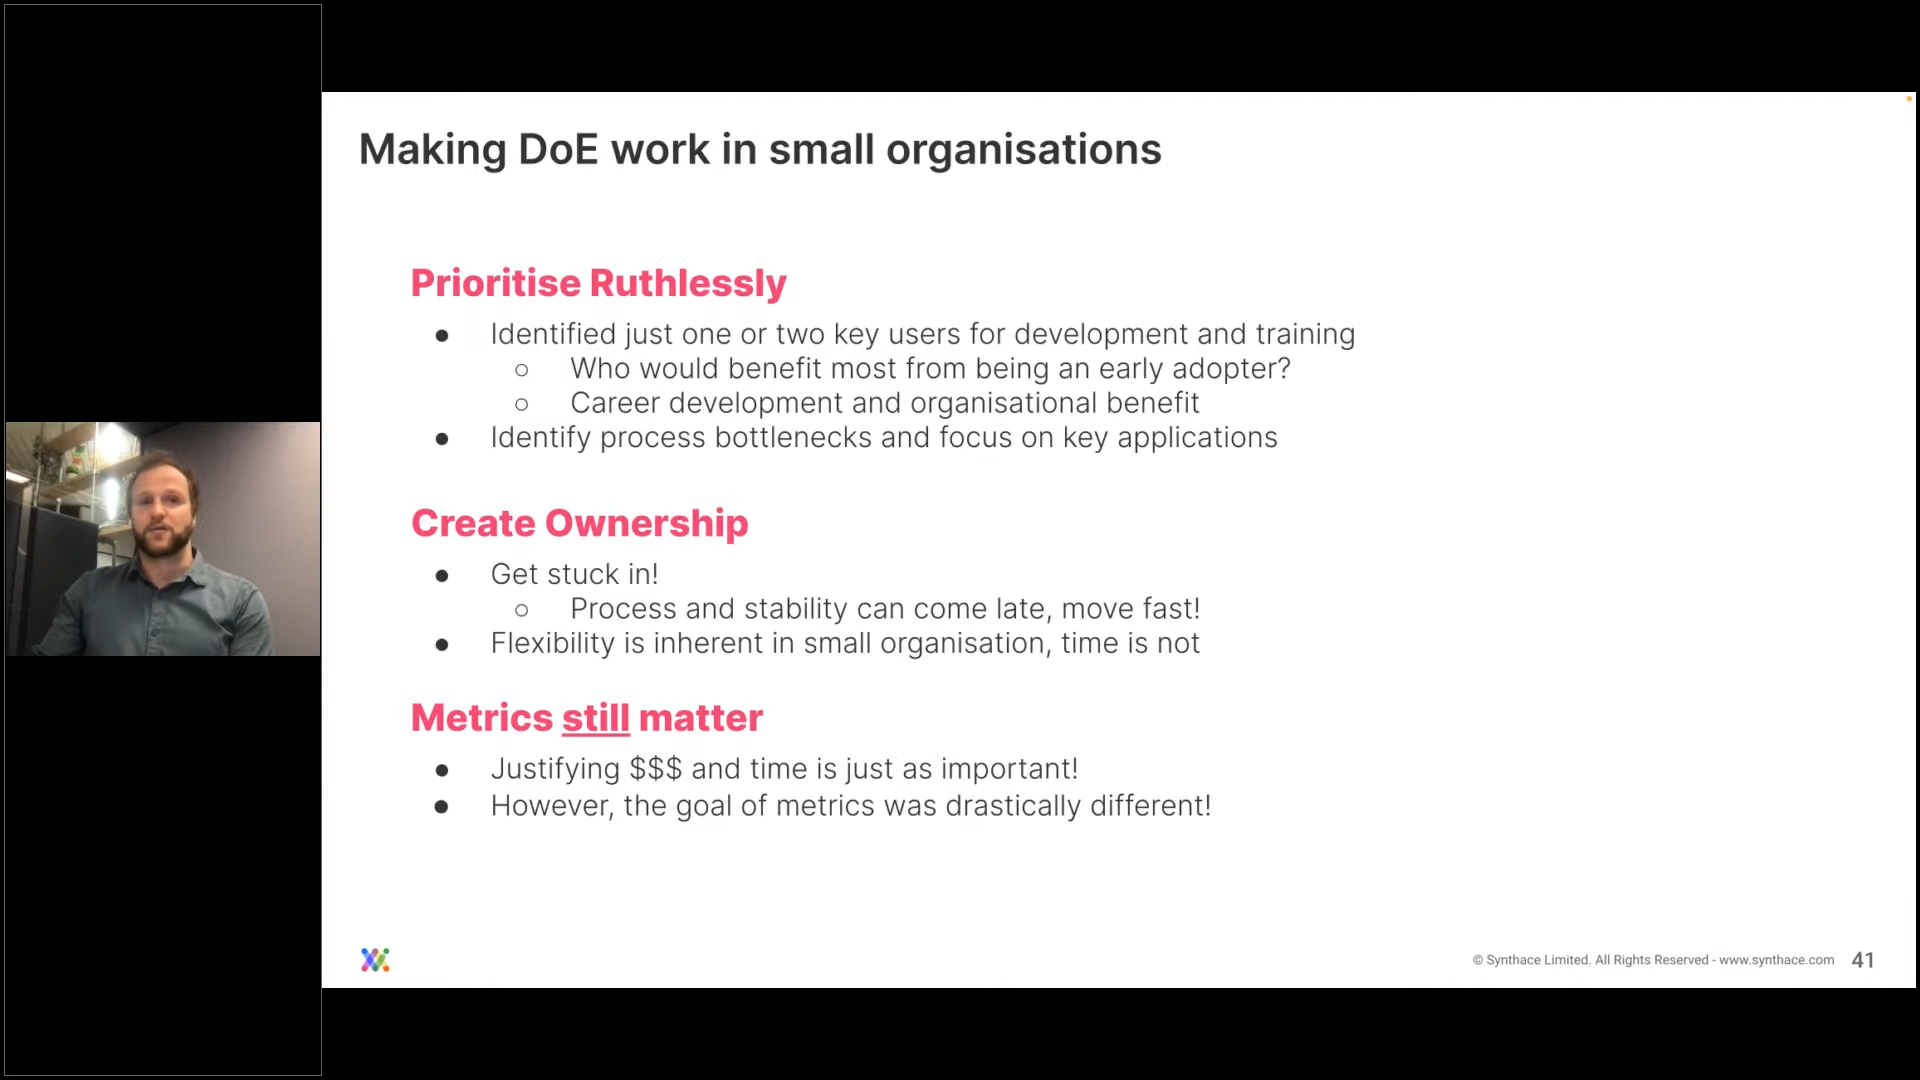 Making DoE work in small organisations
Prioritise Ruthlessly
● Identified just one or two key users for development and training
○ Who would benefit most from being an early adopter?
○ Career development and organisational benefit
● Identify process bottlenecks and focus on key applications
Create Ownership
● Get stuck in!
○ Process and stability can come late, move fast!
● Flexibility is inherent in small organisation, time is not
Metrics still matter
● Justifying $$$ and time is just as important!
● However, the goal of metrics was drastically different!
© Synthace Limited. All Rights Reserved - www.synthace.com 41